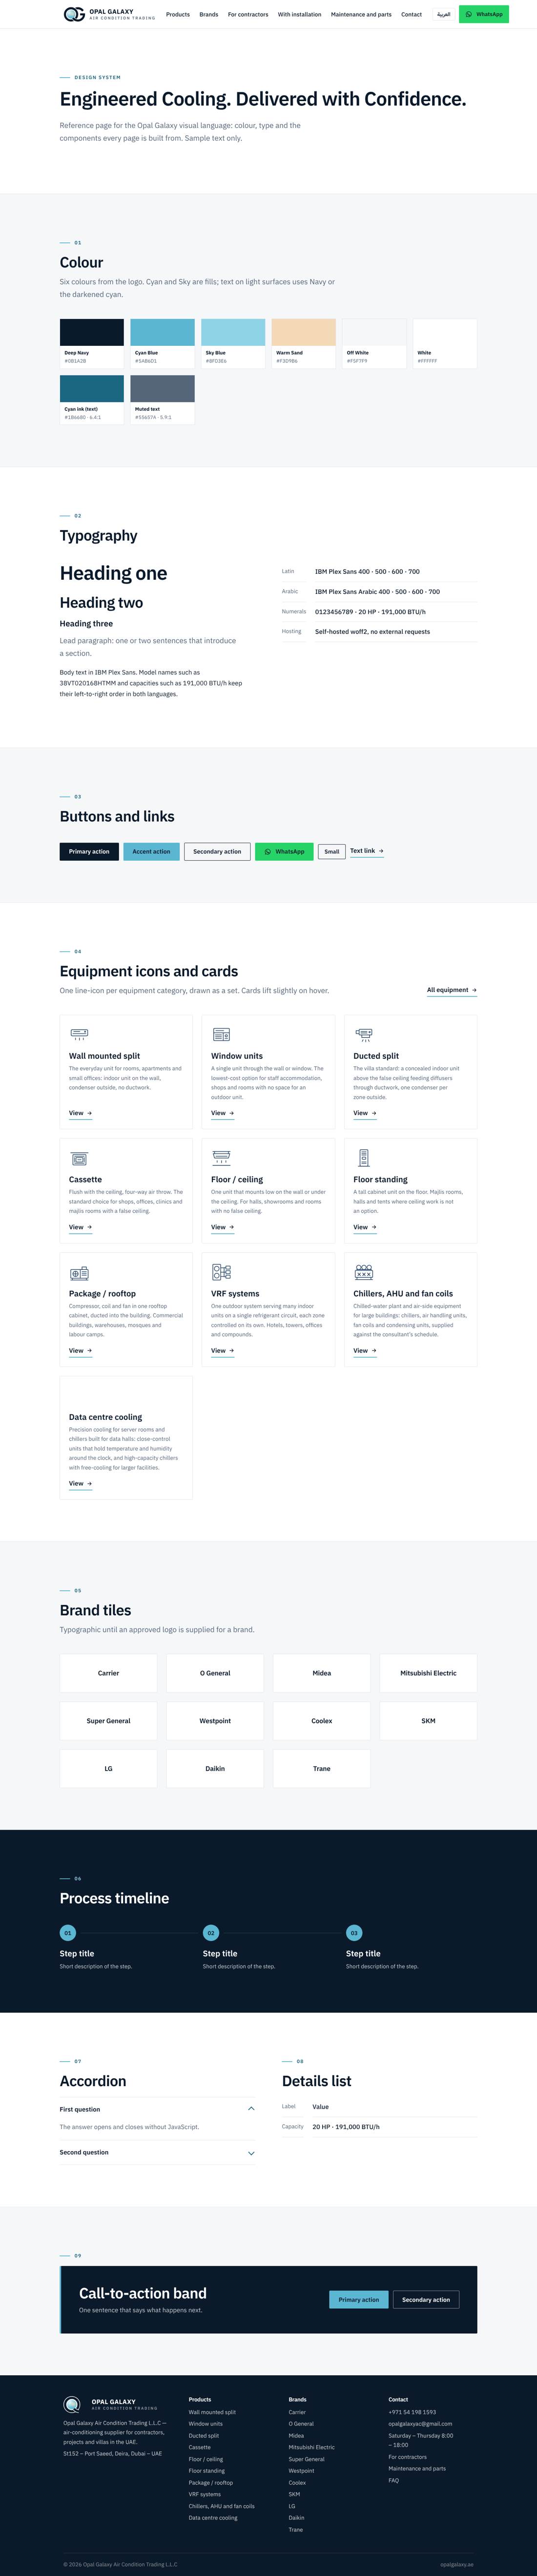 OPAL GALAXY
AIR CONDITION TRADING
Products
Brands
For contractors
With installation
Maintenance and parts
Contact
العربية
WhatsApp
DESIGN SYSTEM
Engineered Cooling. Delivered with Confidence.
Reference page for the Opal Galaxy visual language: colour, type and the
components every page is built from. Sample text only.
01
Colour
Six colours from the logo. Cyan and Sky are fills; text on light surfaces uses Navy or
the darkened cyan.
Deep Navy
Cyan Blue
Sky Blue
Warm Sand
Off White
#F5F7F9
White
#FFFFFF
Cyan ink (text)
Muted text
02
Typography
Heading one
Heading two
Heading three
Lead paragraph: one or two sentences that introduce
a section.
Body text in IBM Plex Sans. Model names such as
38VT020168HTMM and capacities such as 191,000 BTU/h keep
their left-to-right order in both languages.
Latin
IBM Plex Sans 400 · 500 · 600 · 700
Arabic
IBM Plex Sans Arabic 400 · 500 · 600 · 700
Numerals
0123456789 · 20 HP · 191,000 BTU/h
Hosting
Self-hosted woff2, no external requests
03
Buttons and links
Primary action
Accent action
Secondary action
WhatsApp
Small
Text link →
04
Equipment icons and cards
One line-icon per equipment category, drawn as a set. Cards lift slightly on hover.
All equipment →
Wall mounted split
The everyday unit for rooms, apartments and
small offices: indoor unit on the wall,
condenser outside, no ductwork.
View →
Window units
A single unit through the wall or window. The
lowest-cost option for staff accommodation,
shops and rooms with no space for an
outdoor unit.
View →
Ducted split
The villa standard: a concealed indoor unit
above the false ceiling feeding diffusers
through ductwork, one condenser per
zone outside.
View →
Cassette
Flush with the ceiling, four-way air throw. The
standard choice for shops, offices, clinics and
majlis rooms with a false ceiling.
View →
Floor / ceiling
One unit that mounts low on the wall or under
the ceiling. For halls, showrooms and rooms
with no false ceiling.
View →
Floor standing
A tall cabinet unit on the floor. Majlis rooms,
halls and tents where ceiling work is not
an option.
View →
Package / rooftop
Compressor, coil and fan in one rooftop
cabinet, ducted into the building. Commercial
buildings, warehouses, mosques and
labour camps.
View →
VRF systems
One outdoor system serving many indoor
units on a single refrigerant circuit, each zone
controlled on its own. Hotels, towers, offices
and compounds.
View →
Chillers, AHU and fan coils
Chilled-water plant and air-side equipment
for large buildings: chillers, air handling units,
fan coils and condensing units, supplied
against the consultant's schedule.
View →
Data centre cooling
Precision cooling for server rooms and
chillers built for data halls: close-control
units that hold temperature and humidity
around the clock, and high-capacity chillers
with free-cooling for larger facilities.
View →
05
Brand tiles
Typographic until an approved logo is supplied for a brand.
Carrier
O General
Midea
Mitsubishi Electric
Super General
Westpoint
Coolex
SKM
LG
Daikin
Trane
06
Process timeline
01
Step title
Short description of the step.
02
Step title
Short description of the step.
03
Step title
Short description of the step.
07
Accordion
First question
The answer opens and closes without JavaScript.
Second question
08
Details list
Label
Value
Capacity
20 HP · 191,000 BTU/h
09
Call-to-action band
One sentence that says what happens next.
Primary action
Secondary action
OPAL GALAXY
AIR CONDITION TRADING
Opal Galaxy Air Condition Trading L.L.C —
air-conditioning supplier for contractors,
projects and villas in the UAE.
St152 – Port Saeed, Deira, Dubai – UAE
Products
Wall mounted split
Window units
Ducted split
Cassette
Floor / ceiling
Floor standing
Package / rooftop
VRF systems
Chillers, AHU and fan coils
Data centre cooling
Brands
Carrier
O General
Midea
Mitsubishi Electric
Super General
Westpoint
Coolex
SKM
LG
Daikin
Trane
Contact
+971 54 198 1593
opalgalaxyac@gmail.com
Saturday – Thursday 8:00
– 18:00
For contractors
Maintenance and parts
FAQ
© 2026 Opal Galaxy Air Condition Trading L.L.C
opalgalaxy.ae